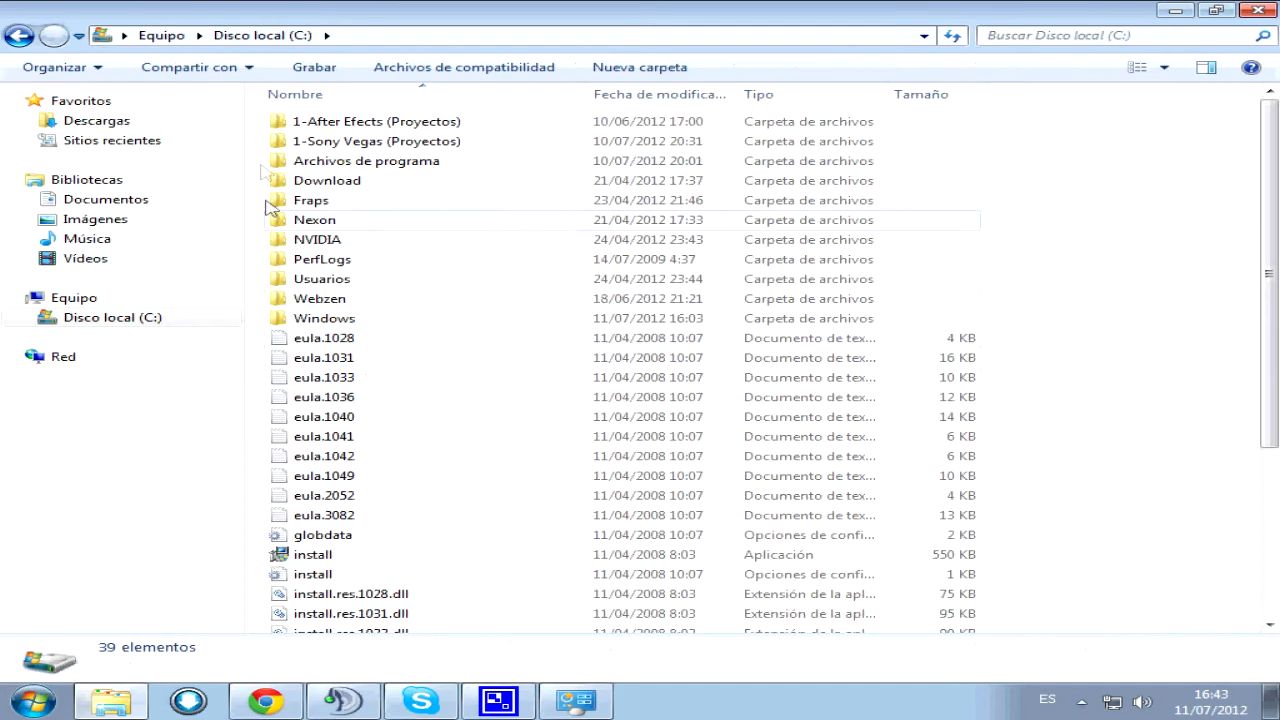 Equipo Disco local (C:) Buscar Disco local (C:)
Organizar Compartir con Grabar Archivos de compatibilidad Nueva carpeta
Favoritos
Descargas
Sitios recientes
Bibliotecas
Documentos
Imágenes
Música
Vídeos
Equipo
Disco local (C:)
Red
Nombre Fecha de modifica... Tipo Tamaño
1-After Efects (Proyectos) 10/06/2012 17:00 Carpeta de archivos
1-Sony Vegas (Proyectos) 10/07/2012 20:31 Carpeta de archivos
Archivos de programa 10/07/2012 20:01 Carpeta de archivos
Download 21/04/2012 17:37 Carpeta de archivos
Fraps 23/04/2012 21:46 Carpeta de archivos
Nexon 21/04/2012 17:33 Carpeta de archivos
NVIDIA 24/04/2012 23:43 Carpeta de archivos
PerfLogs 14/07/2009 4:37 Carpeta de archivos
Usuarios 24/04/2012 23:44 Carpeta de archivos
Webzen 18/06/2012 21:21 Carpeta de archivos
Windows 11/07/2012 16:03 Carpeta de archivos
eula.1028 11/04/2008 10:07 Documento de tex... 4 KB
eula.1031 11/04/2008 10:07 Documento de tex... 16 KB
eula.1033 11/04/2008 10:07 Documento de tex... 10 KB
eula.1036 11/04/2008 10:07 Documento de tex... 12 KB
eula.1040 11/04/2008 10:07 Documento de tex... 14 KB
eula.1041 11/04/2008 10:07 Documento de tex... 6 KB
eula.1042 11/04/2008 10:07 Documento de tex... 6 KB
eula.1049 11/04/2008 10:07 Documento de tex... 10 KB
eula.2052 11/04/2008 10:07 Documento de tex... 4 KB
eula.3082 11/04/2008 10:07 Documento de tex... 13 KB
globdata 11/04/2008 10:07 Opciones de confi... 2 KB
install 11/04/2008 8:03 Aplicación 550 KB
install 11/04/2008 10:07 Opciones de confi... 1 KB
install.res.1028.dll 11/04/2008 8:03 Extensión de la apl... 75 KB
install.res.1031.dll 11/04/2008 8:03 Extensión de la apl... 95 KB
39 elementos
ES 16:43
11/07/2012